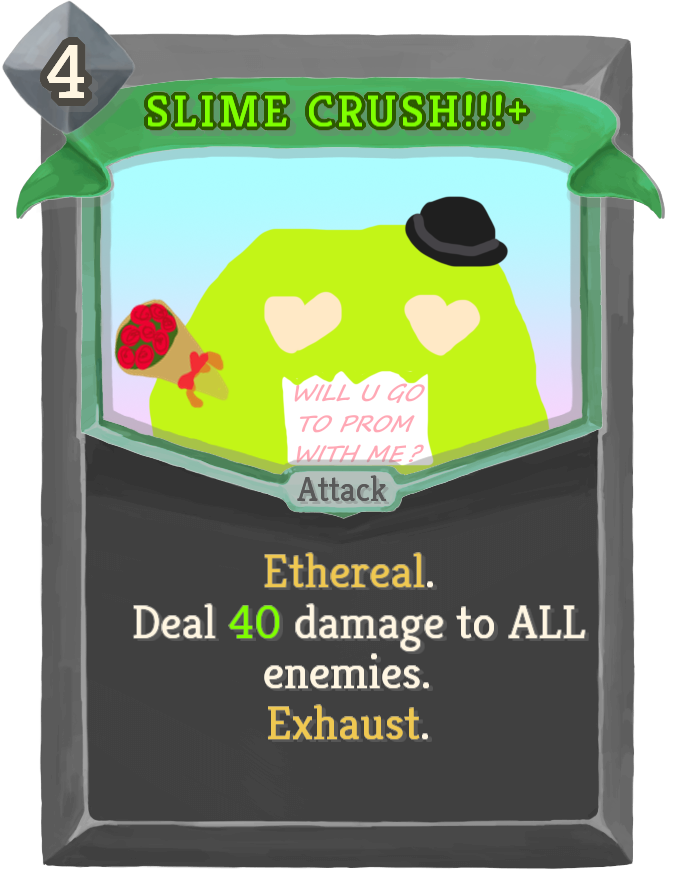 4
SLIME CRUSH!!!+
WILL U GO
TO PROM
WITH ME?
Attack
Ethereal.
Deal 40 damage to ALL
enemies.
Exhaust.